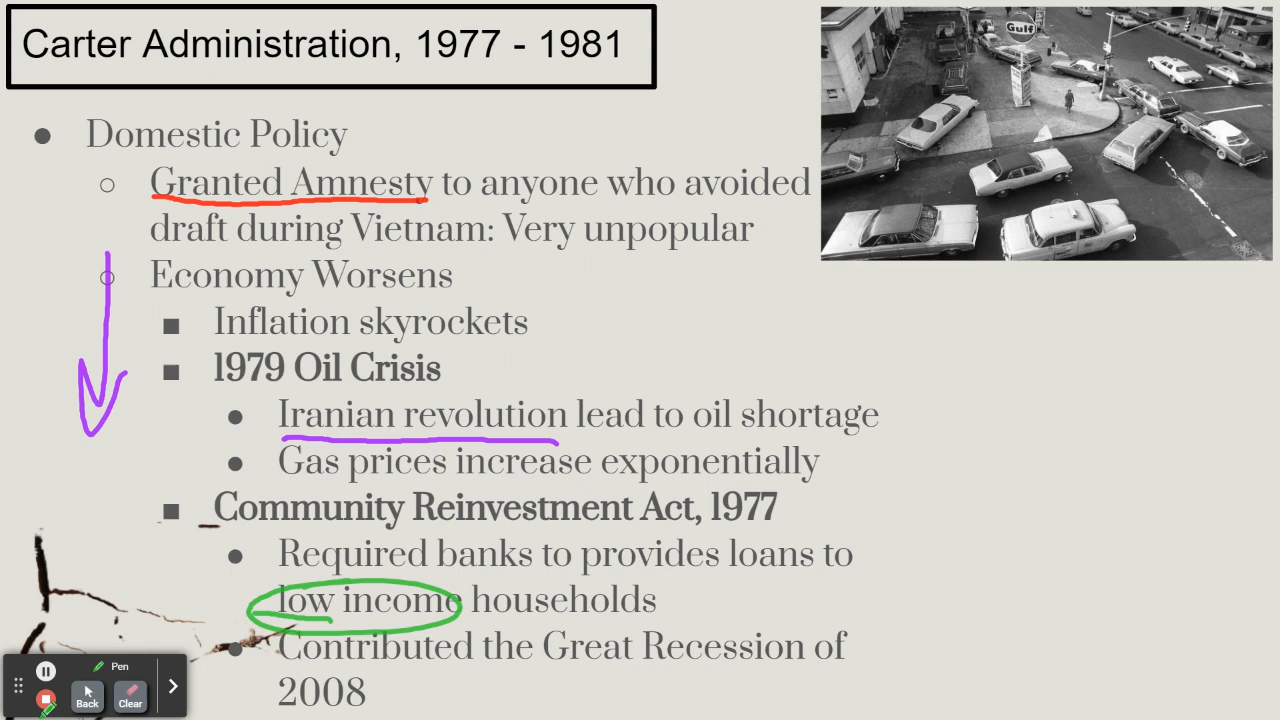 Carter Administration, 1977 - 1981
Gulf
Domestic Policy
Granted Amnesty to anyone who avoided
draft during Vietnam: Very unpopular
Economy Worsens
Inflation skyrockets
1979 Oil Crisis
Iranian revolution lead to oil shortage
Gas prices increase exponentially
Community Reinvestment Act, 1977
Required banks to provides loans to
low income households
Contributed the Great Recession of
2008
Pen
Back
Clear